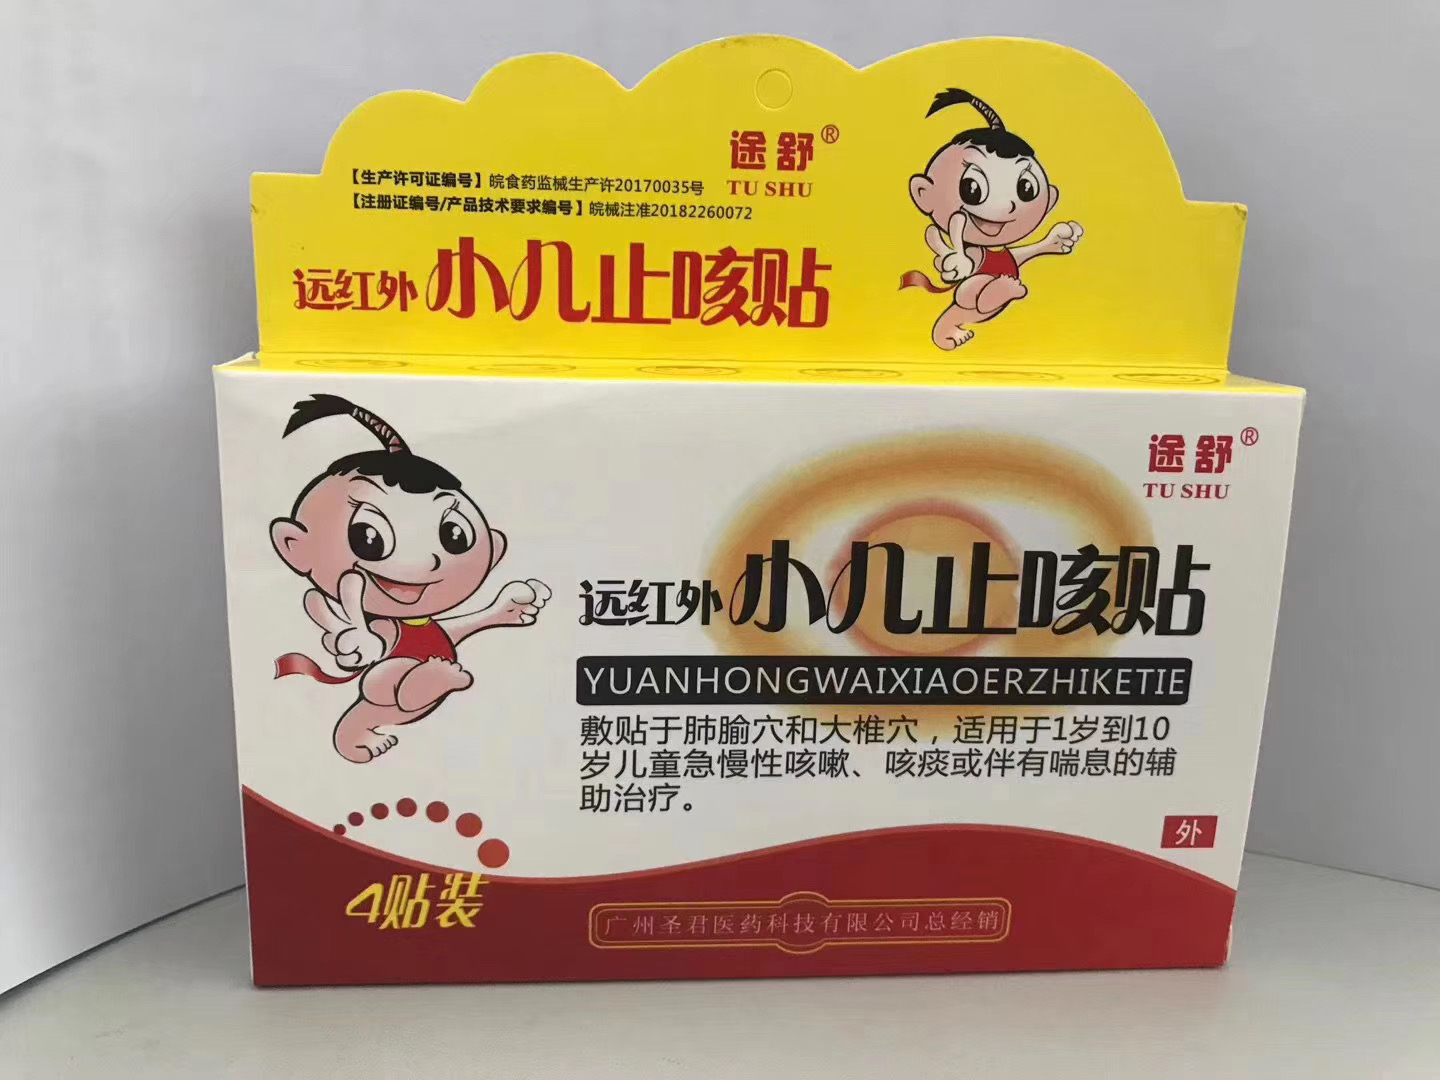 途舒®
TU SHU
【生产许可证编号】皖食药监械生产许20170035号
【注册证编号/产品技术要求编号】皖械注准20182260072
远红外小儿止咳贴
途舒®
TU SHU
远红外小儿止咳贴
YUANHONGWAIXIAOERZHIKETIE
敷贴于肺腧穴和大椎穴，适用于1岁到10
岁儿童急慢性咳嗽、咳痰或伴有喘息的辅
助治疗。
外
4贴装
广州圣君医药科技有限公司总经销